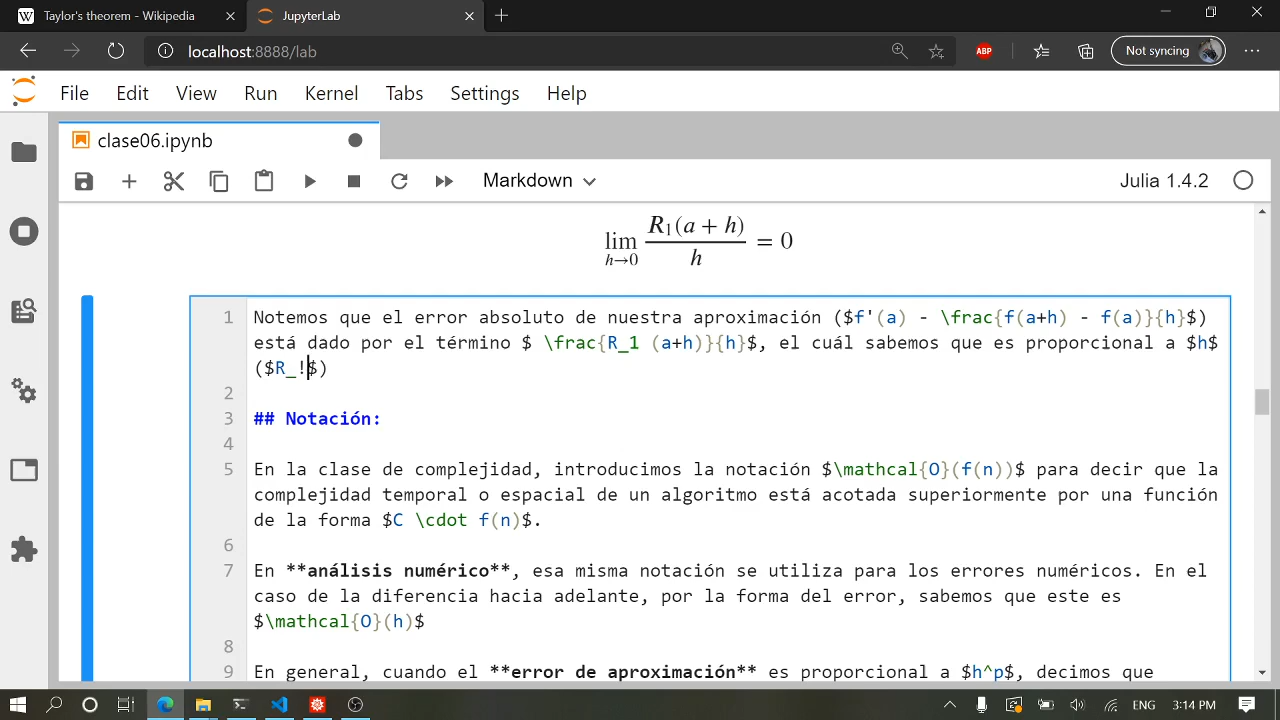 W Taylor's theorem - Wikipedia
JupyterLab
localhost:8888/lab
ABP
Not syncing
File Edit View Run Kernel Tabs Settings Help
clase06.ipynb
Markdown
Julia 1.4.2
lim h→0 R₁(a + h) / h = 0
1 Notemos que el error absoluto de nuestra aproximación ($f'(a) - \frac{f(a+h) - f(a)}{h}$)
está dado por el término $ \frac{R_1 (a+h)}{h}$, el cuál sabemos que es proporcional a $h$
($R_!$)
2
3 ## Notación:
4
5 En la clase de complejidad, introducimos la notación $\mathcal{O}(f(n))$ para decir que la
complejidad temporal o espacial de un algoritmo está acotada superiormente por una función
de la forma $C \cdot f(n)$.
6
7 En **análisis numérico**, esa misma notación se utiliza para los errores numéricos. En el
caso de la diferencia hacia adelante, por la forma del error, sabemos que este es
$\mathcal{O}(h)$
8
9 En general, cuando el **error de aproximación** es proporcional a $h^p$, decimos que
ENG 3:14 PM